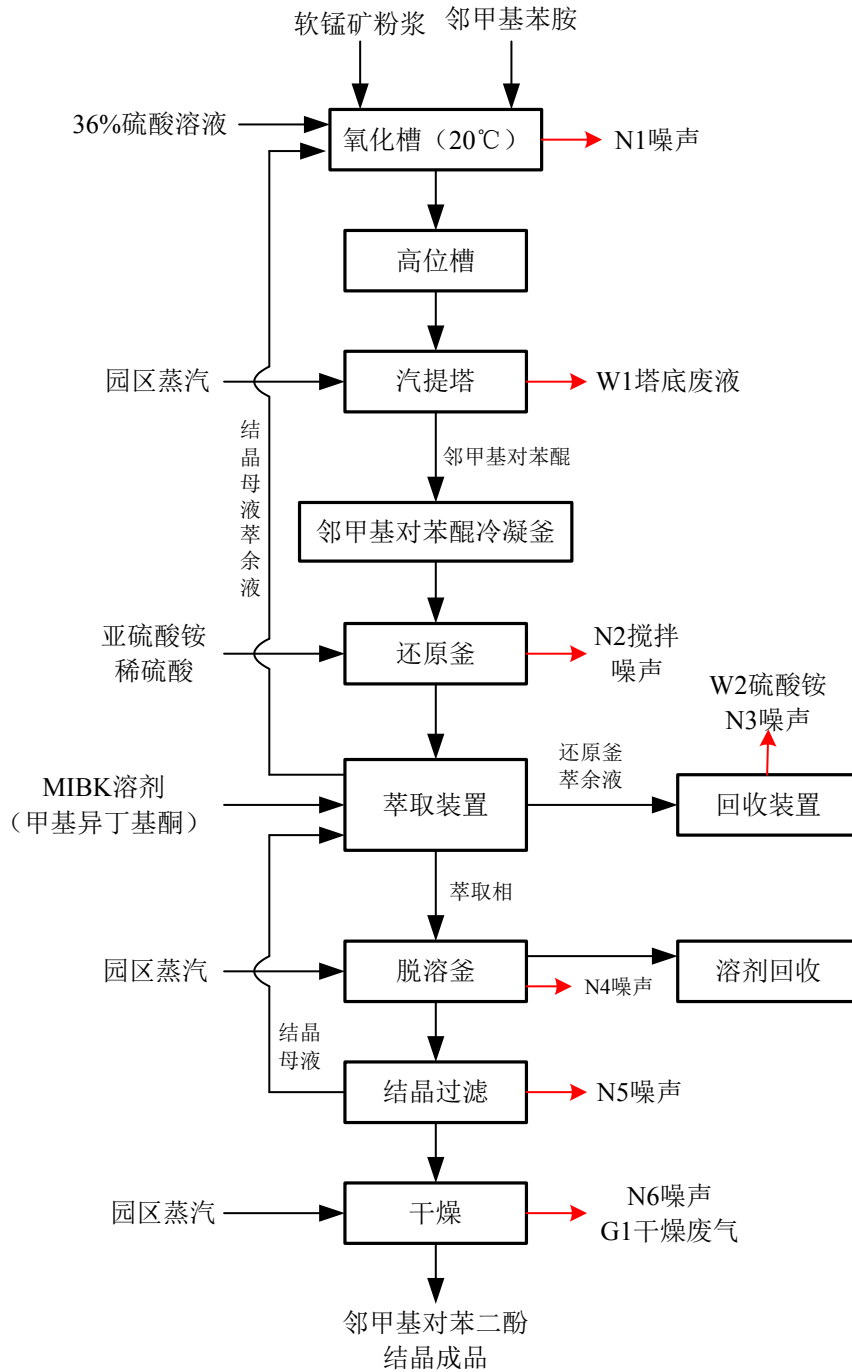 软锰矿粉浆
邻甲基苯胺
36%硫酸溶液
氧化槽（20℃）
N1噪声
高位槽
园区蒸汽
汽提塔
W1塔底废液
结
晶
母
液
萃
余
液
邻甲基对苯醌
邻甲基对苯醌冷凝釜
亚硫酸铵
稀硫酸
还原釜
N2搅拌
噪声
W2硫酸铵
N3噪声
MIBK溶剂
（甲基异丁基酮）
萃取装置
还原釜
萃余液
回收装置
萃取相
园区蒸汽
脱溶釜
N4噪声
溶剂回收
结晶
母液
结晶过滤
N5噪声
园区蒸汽
干燥
N6噪声
G1干燥废气
邻甲基对苯二酚
结晶成品